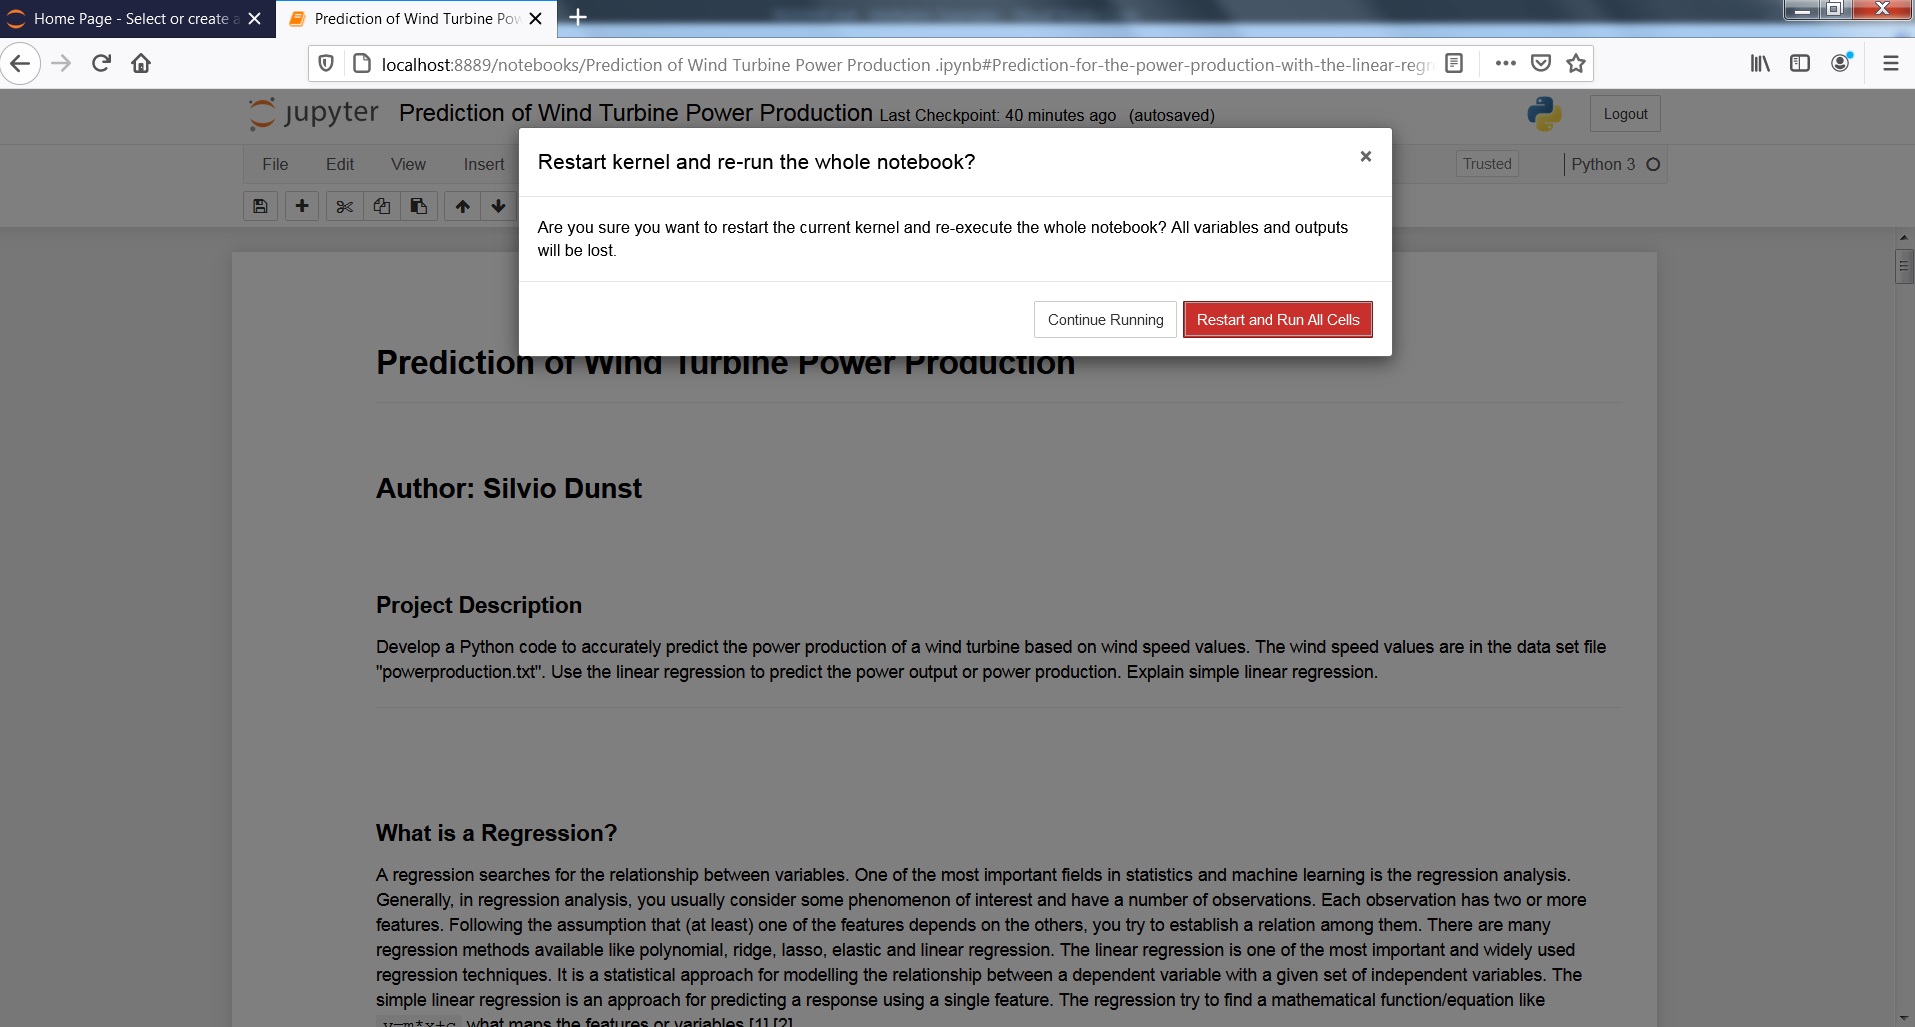 Home Page - Select or create a
Prediction of Wind Turbine Pow
localhost:8889/notebooks/Prediction of Wind Turbine Power Production .ipynb#Prediction-for-the-power-production-with-the-linear-regr
jupyter Prediction of Wind Turbine Power Production Last Checkpoint: 40 minutes ago (autosaved)
Logout
File Edit View Insert
Trusted
Python 3
Restart kernel and re-run the whole notebook?
Are you sure you want to restart the current kernel and re-execute the whole notebook? All variables and outputs
will be lost.
Continue Running
Restart and Run All Cells
Prediction of Wind Turbine Power Production
Author: Silvio Dunst
Project Description
Develop a Python code to accurately predict the power production of a wind turbine based on wind speed values. The wind speed values are in the data set file
"powerproduction.txt". Use the linear regression to predict the power output or power production. Explain simple linear regression.
What is a Regression?
A regression searches for the relationship between variables. One of the most important fields in statistics and machine learning is the regression analysis.
Generally, in regression analysis, you usually consider some phenomenon of interest and have a number of observations. Each observation has two or more
features. Following the assumption that (at least) one of the features depends on the others, you try to establish a relation among them. There are many
regression methods available like polynomial, ridge, lasso, elastic and linear regression. The linear regression is one of the most important and widely used
regression techniques. It is a statistical approach for modelling the relationship between a dependent variable with a given set of independent variables. The
simple linear regression is an approach for predicting a response using a single feature. The regression try to find a mathematical function/equation like
y=m*x+c what maps the features or variables [1] [2]